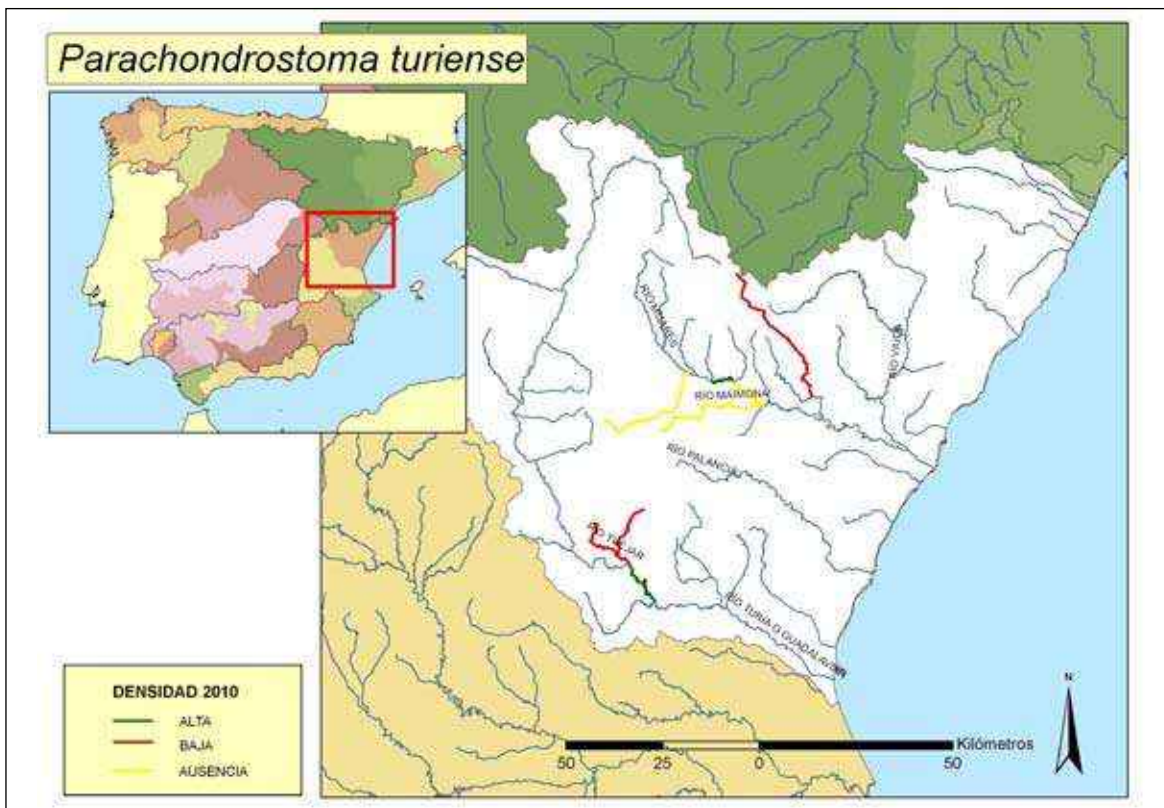 Parachondrostoma turiense
RIO MIJARES
RIO VIUDA
RIO MAIMONA
RIO PALANCIA
RIO TUEJAR
RIO TURIA O GUADALAVIAR
DENSIDAD 2010
ALTA
BAJA
AUSENCIA
N
Kilómetros
50 25 0 50